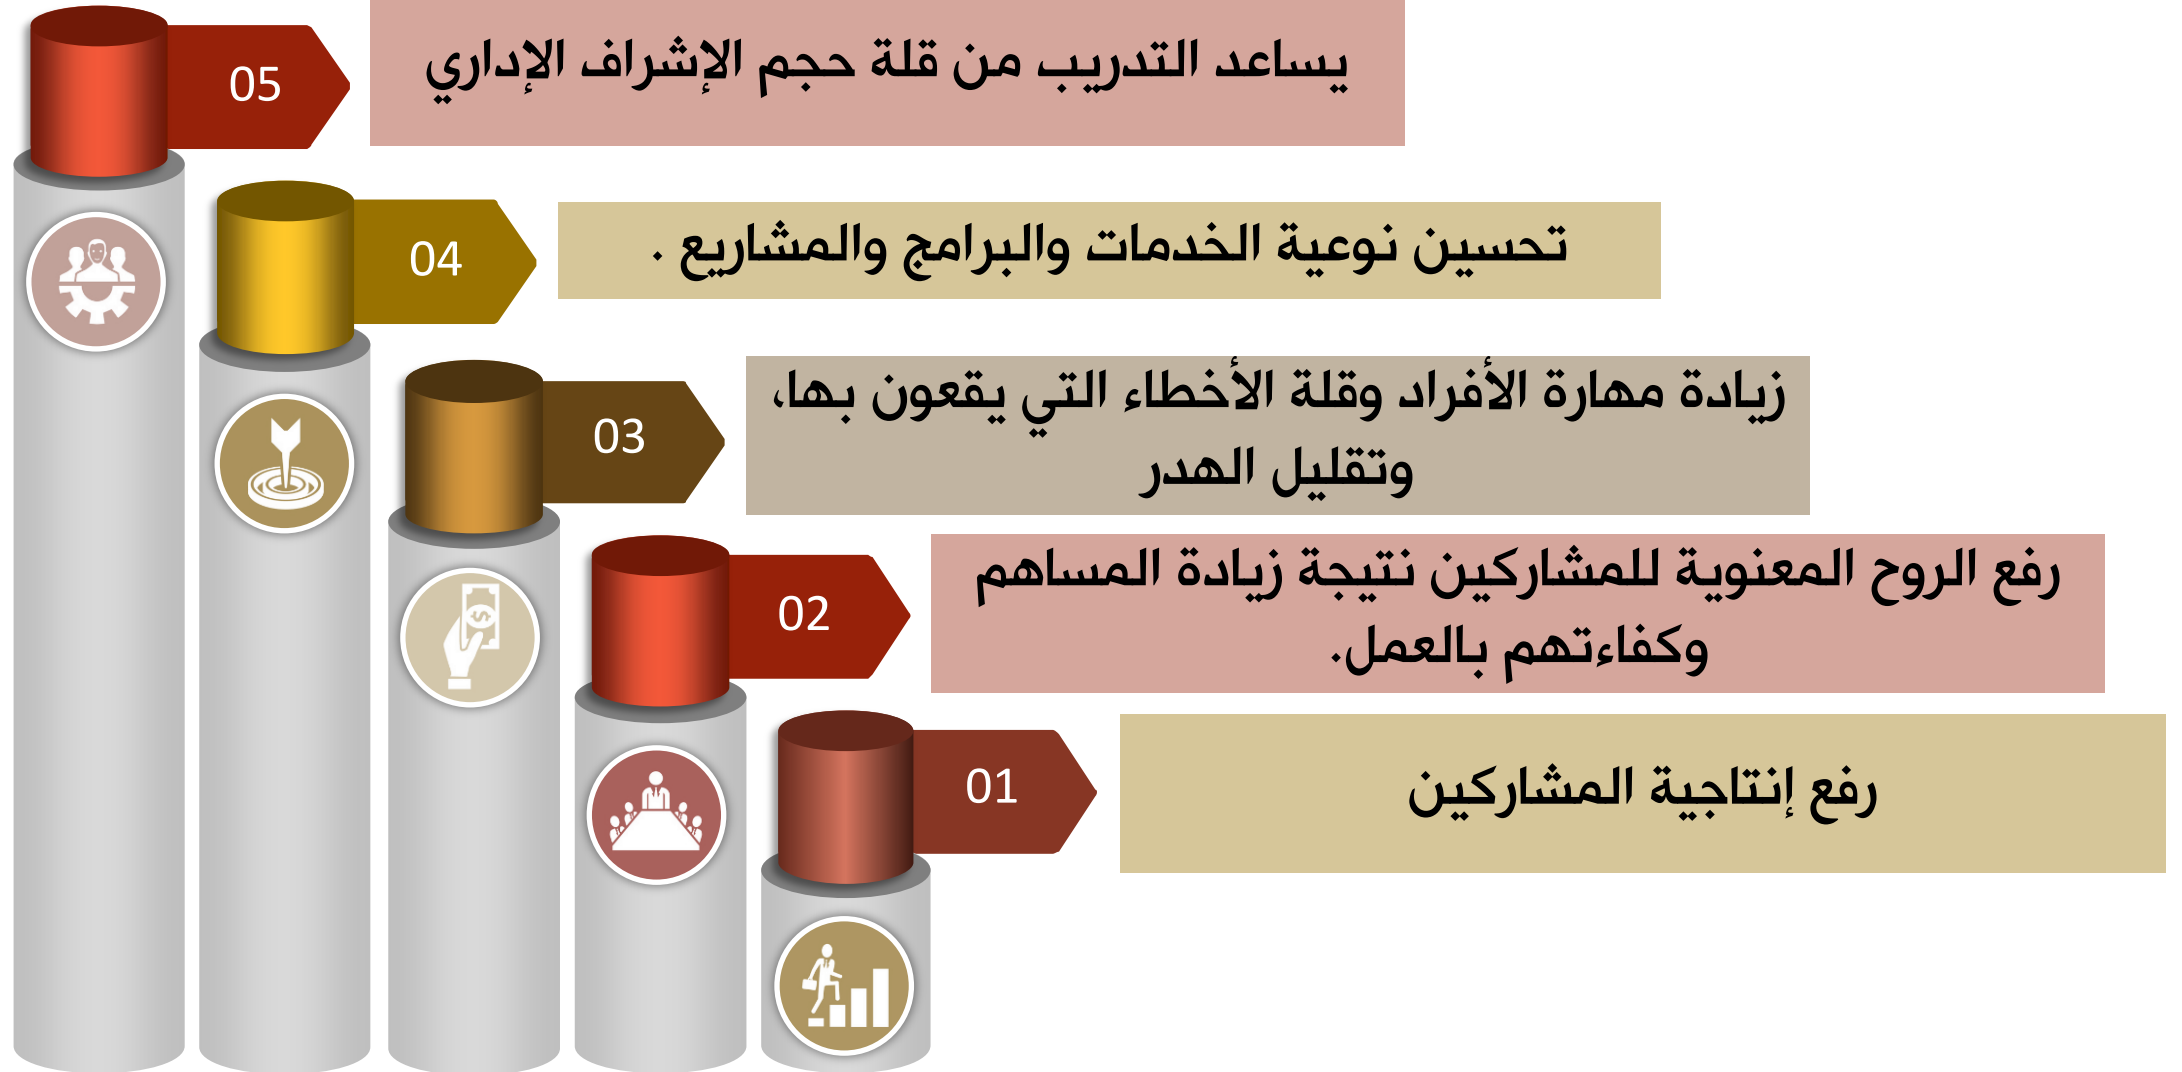 05
يساعد التدريب من قلة حجم الإشراف الإداري
04
تحسين نوعية الخدمات والبرامج والمشاريع .
03
زيادة مهارة الأفراد وقلة الأخطاء التي يقعون بها،
وتقليل الهدر
02
رفع الروح المعنوية للمشاركين نتيجة زيادة المساهم
وكفاءتهم بالعمل.
01
رفع إنتاجية المشاركين